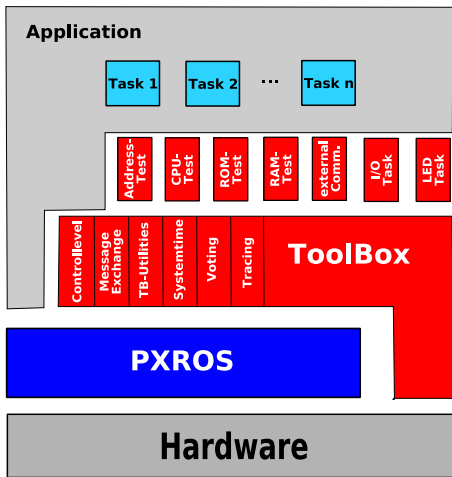 Application
Task 1
Task 2
...
Task n
Address-
Test
CPU-
Test
ROM-
Test
RAM-
Test
external
Comm.
I/O
Task
LED
Task
Controllevel
Message
Exchange
TB-Utilities
Systemtime
Voting
Tracing
ToolBox
PXROS
Hardware